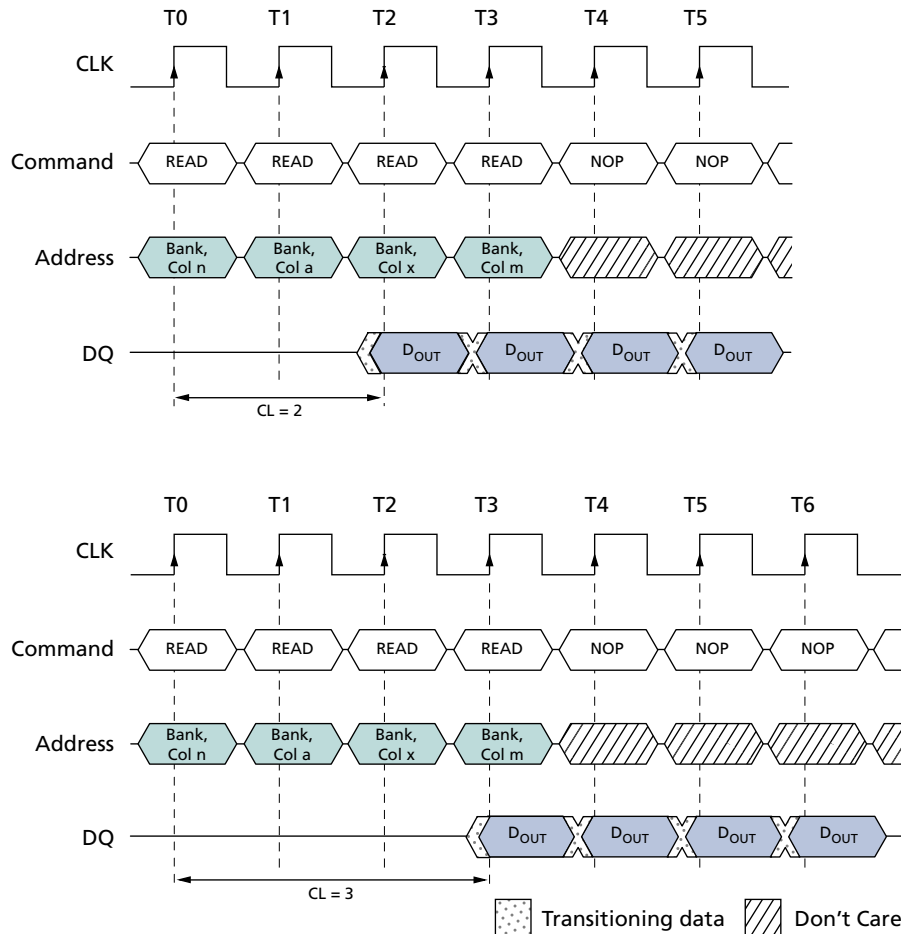 T0 T1 T2 T3 T4 T5
CLK
Command READ READ READ READ NOP NOP
Address Bank, Col n Bank, Col a Bank, Col x Bank, Col m
DQ DOUT DOUT DOUT DOUT
CL = 2
T0 T1 T2 T3 T4 T5 T6
CLK
Command READ READ READ READ NOP NOP NOP
Address Bank, Col n Bank, Col a Bank, Col x Bank, Col m
DQ DOUT DOUT DOUT DOUT
CL = 3
Transitioning data Don't Care